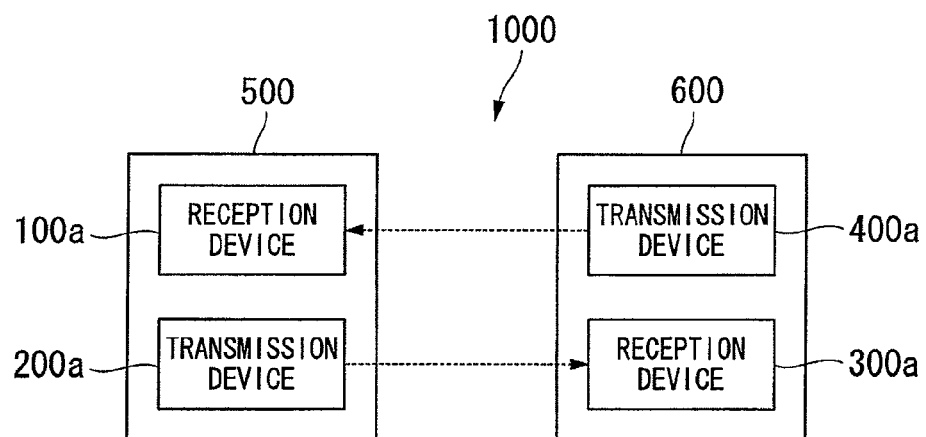 1000
500
600
100a
RECEPTION
DEVICE
TRANSMISSION
DEVICE
400a
200a
TRANSMISSION
DEVICE
RECEPTION
DEVICE
300a